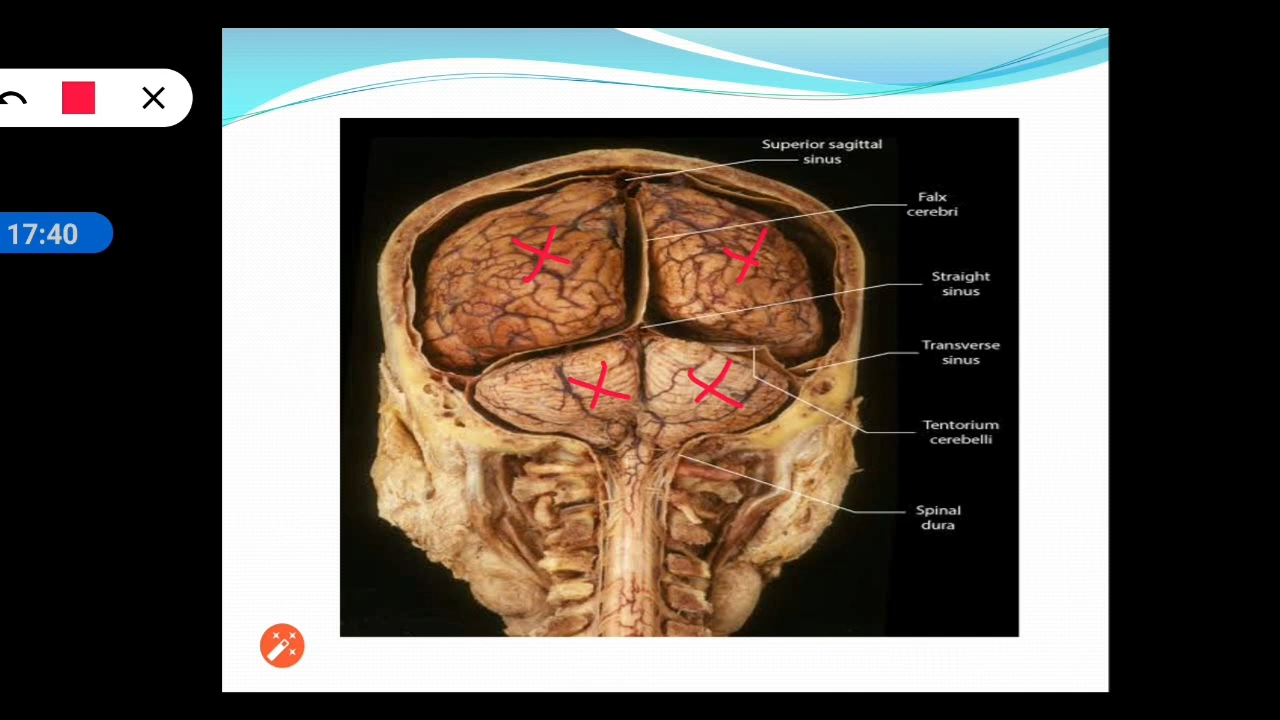 17:40
Superior sagittal
sinus
Falx
cerebri
Straight
sinus
Transverse
sinus
Tentorium
cerebelli
Spinal
dura